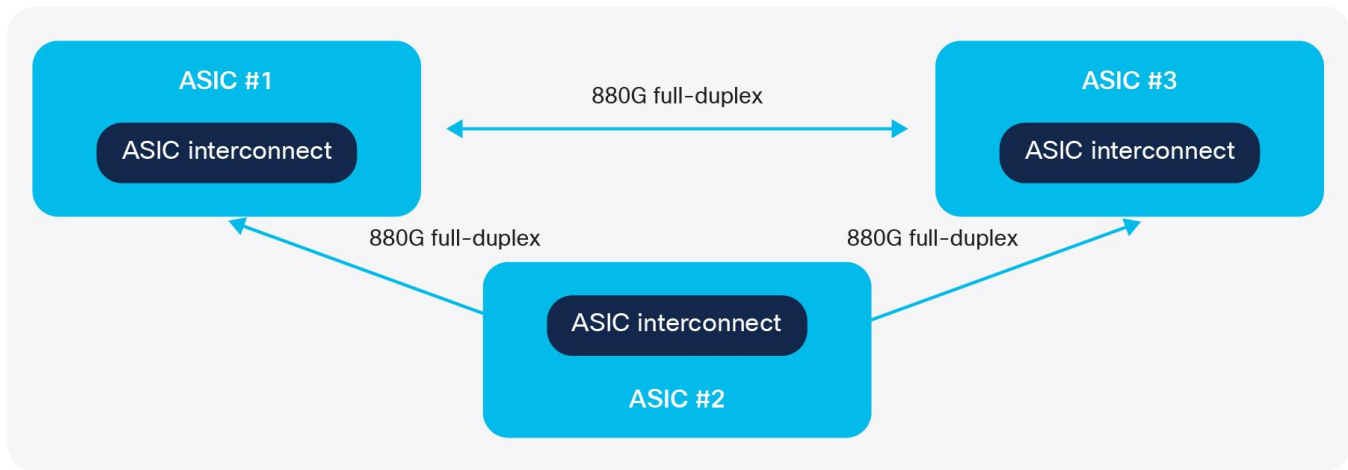 ASIC #1
ASIC interconnect
880G full-duplex
ASIC #3
ASIC interconnect
880G full-duplex
880G full-duplex
ASIC interconnect
ASIC #2